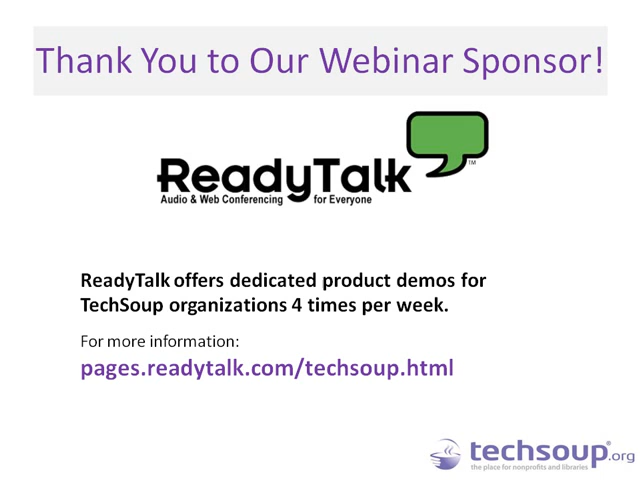 Thank You to Our Webinar Sponsor!
ReadyTalk
TM
Audio & Web Conferencing for Everyone
ReadyTalk offers dedicated product demos for
TechSoup organizations 4 times per week.
For more information:
pages.readytalk.com/techsoup.html
techsoup®.org
the place for nonprofits and libraries